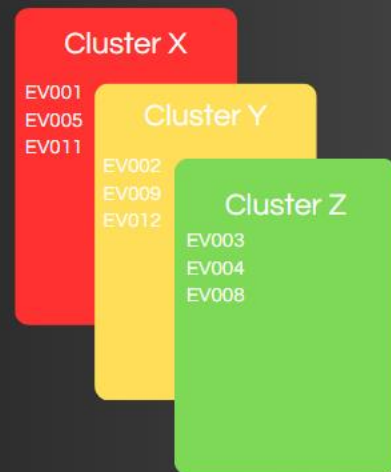 Cluster X
EV001
EV005
EV011
Cluster Y
EV002
EV009
EV012
Cluster Z
EV003
EV004
EV008